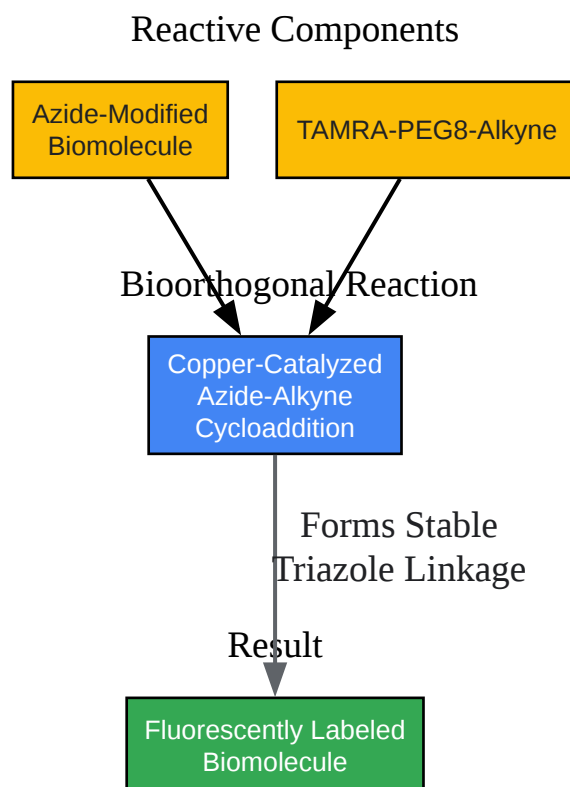 Reactive Components
Azide-Modified
Biomolecule
TAMRA-PEG8-Alkyne
Bioorthogonal Reaction
Copper-Catalyzed
Azide-Alkyne
Cycloaddition
Forms Stable
Triazole Linkage
Result
Fluorescently Labeled
Biomolecule